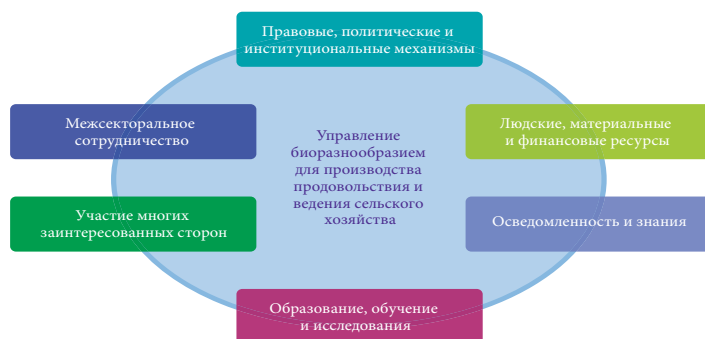 Правовые, политические и
институциональные механизмы
Межсекторальное
сотрудничество
Людские, материальные
и финансовые ресурсы
Управление
биоразнообразием
для производства
продовольствия и
ведения сельского
хозяйства
Участие многих
заинтересованных сторон
Осведомленность и знания
Образование, обучение
и исследования